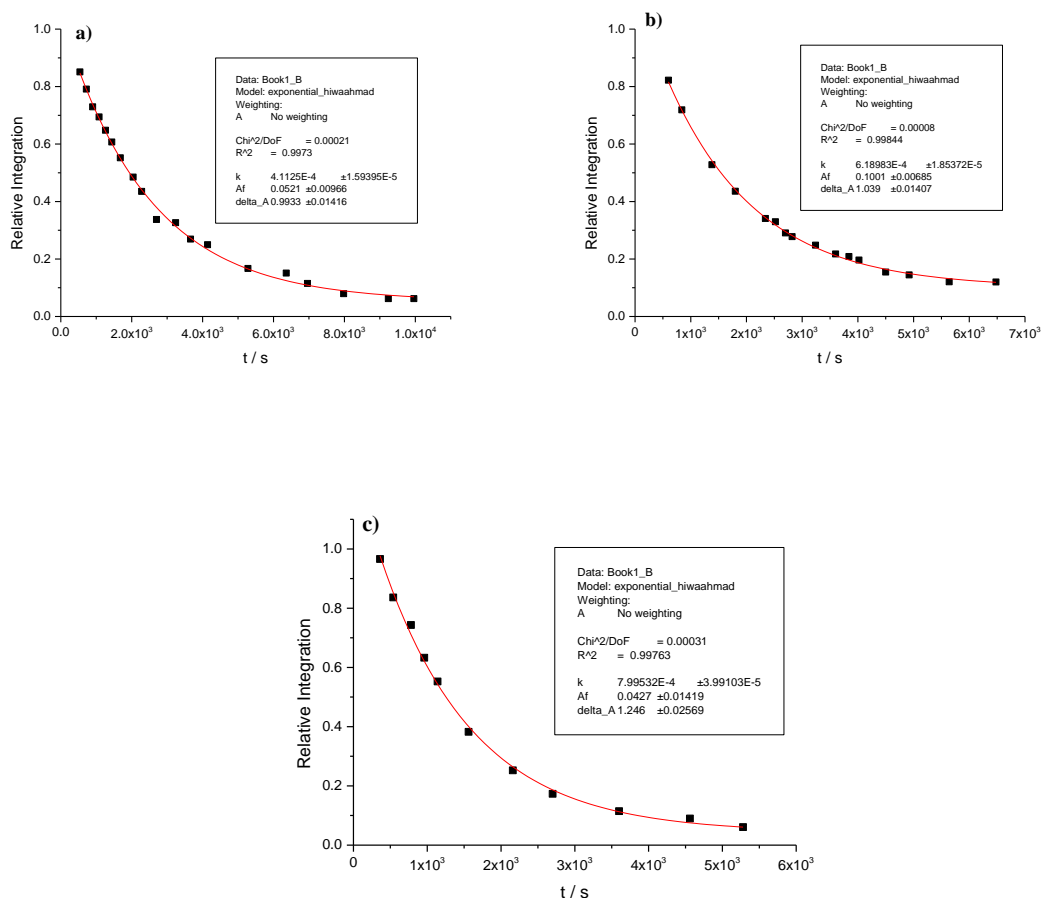 a)
1.0
0.8
0.6
0.4
0.2
0.0
Relative Integration
0.0
2.0x10³
4.0x10³
6.0x10³
8.0x10³
1.0x10⁴
t / s
Data: Book1_B
Model: exponential_hiwaahmad
Weighting:
A No weighting
Chi^2/DoF = 0.00021
R^2 = 0.9973
k 4.1125E-4 ±1.59395E-5
Af 0.0521 ±0.00966
delta_A 0.9933 ±0.01416
b)
1.0
0.8
0.6
0.4
0.2
0.0
Relative Integration
0
1x10³
2x10³
3x10³
4x10³
5x10³
6x10³
7x10³
t / s
Data: Book1_B
Model: exponential_hiwaahmad
Weighting:
A No weighting
Chi^2/DoF = 0.00008
R^2 = 0.99844
k 6.18983E-4 ±1.85372E-5
Af 0.1001 ±0.00685
delta_A 1.039 ±0.01407
c)
1.0
0.8
0.6
0.4
0.2
0.0
Relative Integration
0
1x10³
2x10³
3x10³
4x10³
5x10³
6x10³
t / s
Data: Book1_B
Model: exponential_hiwaahmad
Weighting:
A No weighting
Chi^2/DoF = 0.00031
R^2 = 0.99763
k 7.99532E-4 ±3.99103E-5
Af 0.0427 ±0.01419
delta_A 1.246 ±0.02569